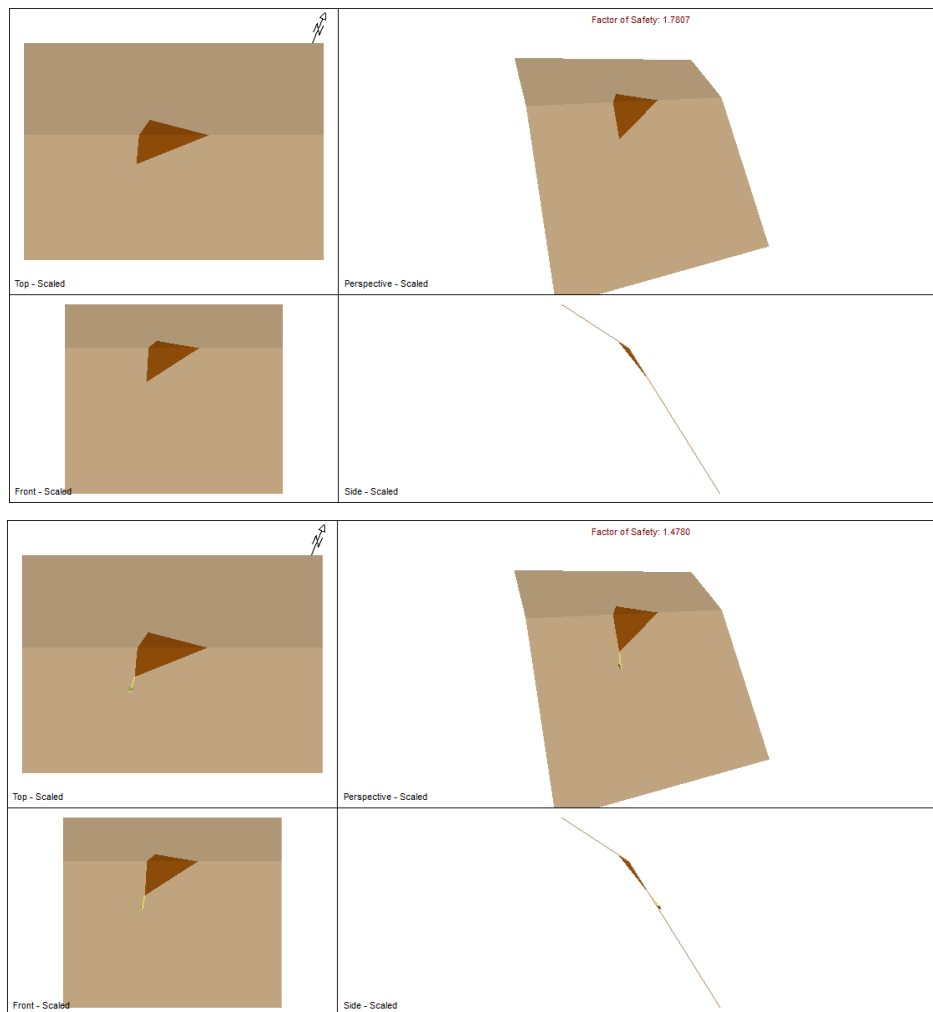 N
Factor of Safety: 1.7807
Top - Scaled
Perspective - Scaled
Front - Scaled
Side - Scaled
N
Factor of Safety: 1.4780
Top - Scaled
Perspective - Scaled
Front - Scaled
Side - Scaled